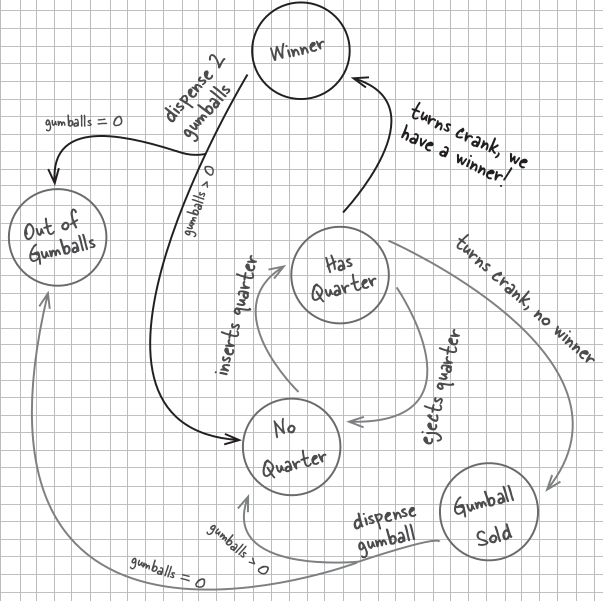 Winner
dispense 2
gumballs
gumballs = 0
gumballs > 0
turns crank, we
have a winner!
Out of
Gumballs
Has
Quarter
turns crank, no winner
inserts quarter
ejects quarter
No
Quarter
Gumball
Sold
dispense
gumball
gumballs > 0
gumballs = 0